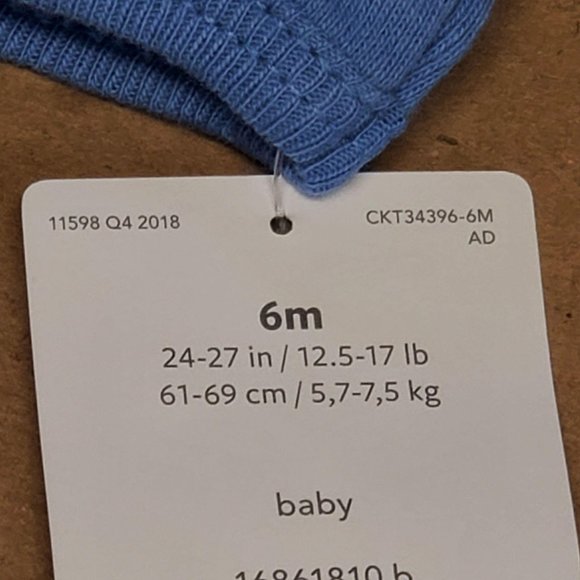 11598 Q4 2018
CKT34396-6M
AD
6m
24-27 in / 12.5-17 lb
61-69 cm / 5,7-7,5 kg
baby
16861810 b